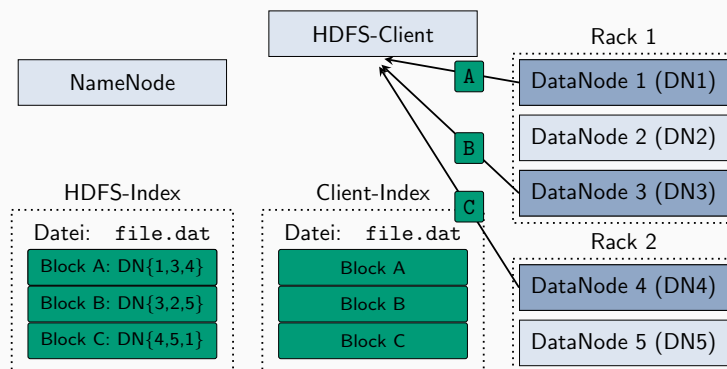 HDFS-Client
NameNode
A
B
C
Rack 1
DataNode 1 (DN1)
DataNode 2 (DN2)
DataNode 3 (DN3)
Rack 2
DataNode 4 (DN4)
DataNode 5 (DN5)
HDFS-Index
Datei: file.dat
Block A: DN{1,3,4}
Block B: DN{3,2,5}
Block C: DN{4,5,1}
Client-Index
Datei: file.dat
Block A
Block B
Block C